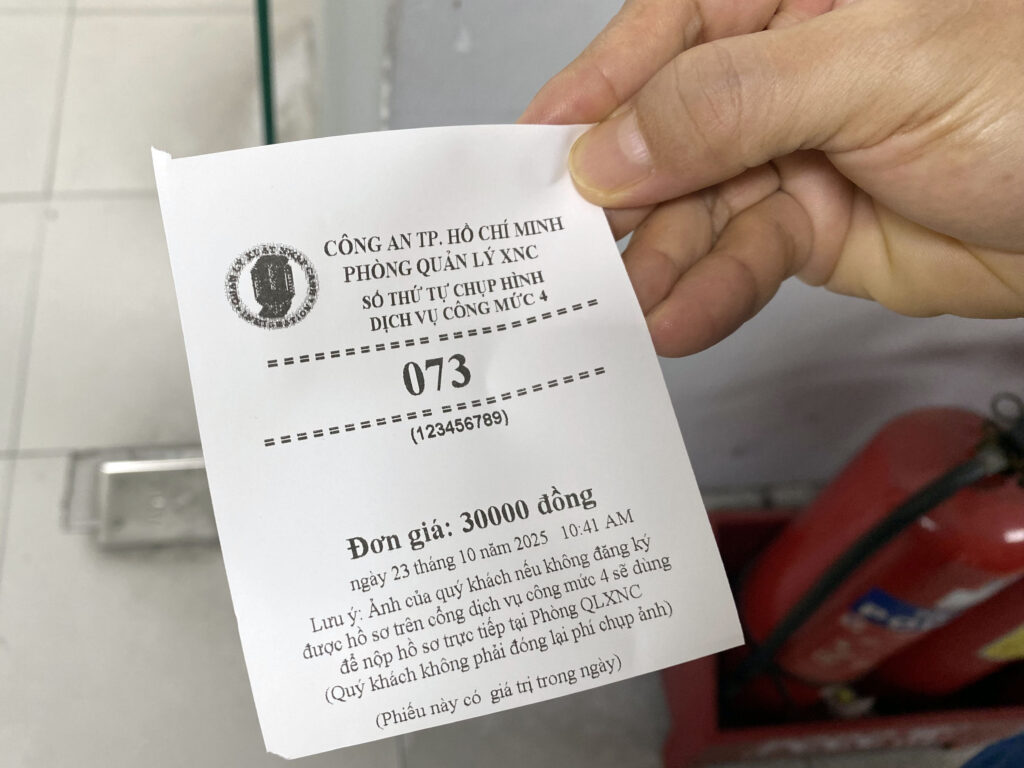 CÔNG AN TP. HỒ CHÍ MINH
PHÒNG QUẢN LÝ XNC
SỐ THỨ TỰ CHỤP HÌNH
DỊCH VỤ CÔNG MỨC 4
======================
073
======================
(123456789)
Đơn giá: 30000 đồng
ngày 23 tháng 10 năm 2025 10:41 AM
Lưu ý: Ảnh của quý khách nếu không đăng ký
được hồ sơ trên cổng dịch vụ công mức 4 sẽ dùng
để nộp hồ sơ trực tiếp tại Phòng QLXNC
(Quý khách không phải đóng lại phí chụp ảnh)
(Phiếu này có giá trị trong ngày)